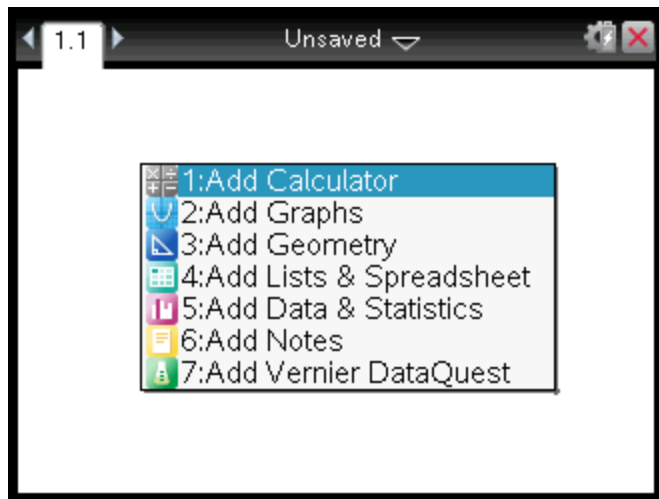 1.1 Unsaved
1:Add Calculator
2:Add Graphs
3:Add Geometry
4:Add Lists & Spreadsheet
5:Add Data & Statistics
6:Add Notes
7:Add Vernier DataQuest